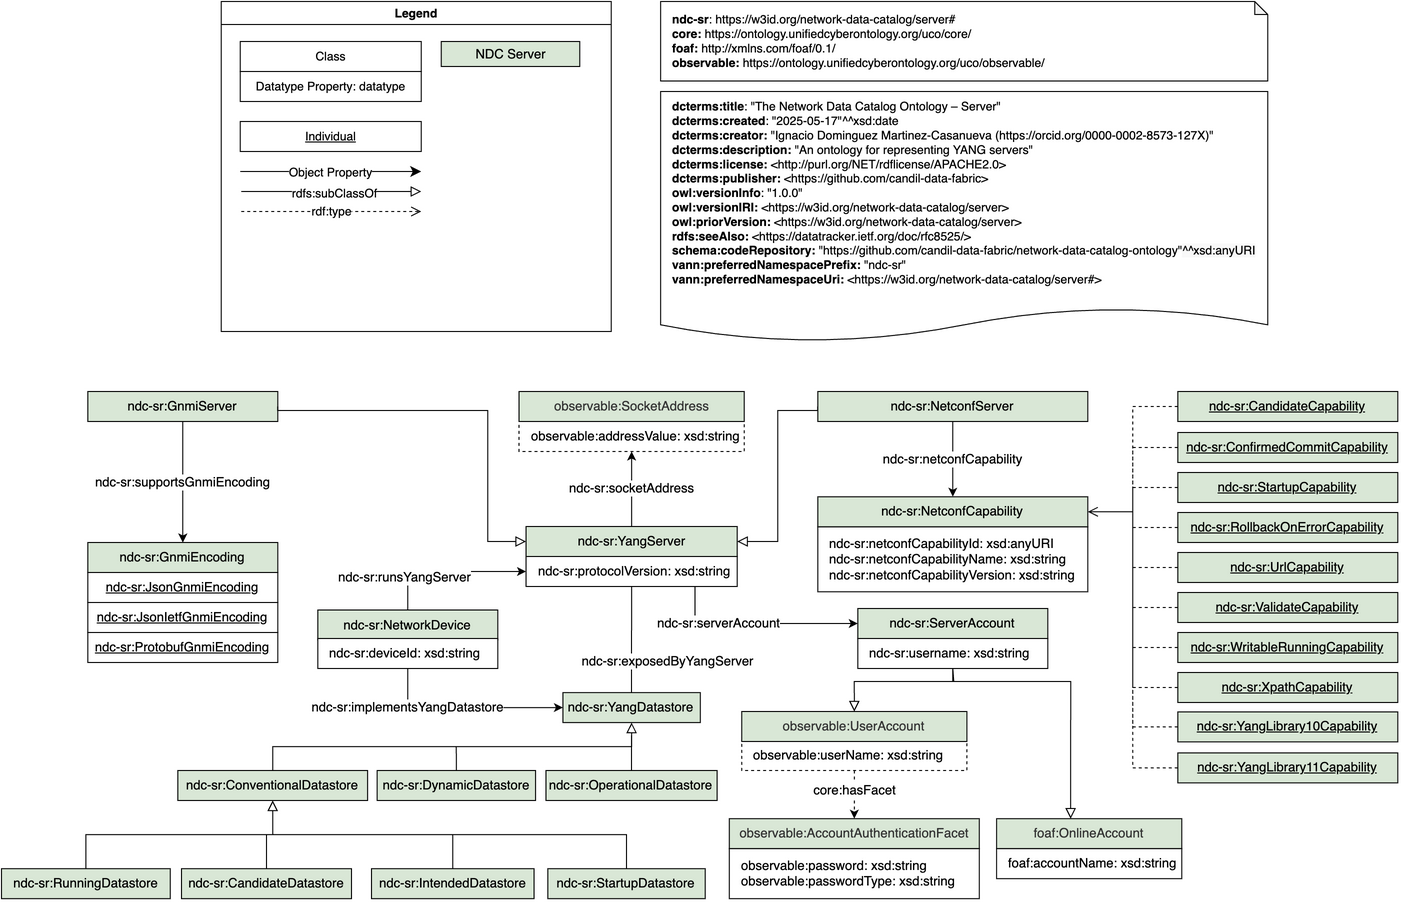 Legend
Class
Datatype Property: datatype
NDC Server
Individual
Object Property
rdfs:subClassOf
rdf:type
ndc-sr: https://w3id.org/network-data-catalog/server#
core: https://ontology.unifiedcyberontology.org/uco/core/
foaf: http://xmlns.com/foaf/0.1/
observable: https://ontology.unifiedcyberontology.org/uco/observable/
dcterms:title: "The Network Data Catalog Ontology – Server"
dcterms:created: "2025-05-17"^^xsd:date
dcterms:creator: "Ignacio Dominguez Martinez-Casanueva (https://orcid.org/0000-0002-8573-127X)"
dcterms:description: "An ontology for representing YANG servers"
dcterms:license: <http://purl.org/NET/rdflicense/APACHE2.0>
dcterms:publisher: <https://github.com/candil-data-fabric>
owl:versionInfo: "1.0.0"
owl:versionIRI: <https://w3id.org/network-data-catalog/server>
owl:priorVersion: <https://w3id.org/network-data-catalog/server>
rdfs:seeAlso: <https://datatracker.ietf.org/doc/rfc8525/>
schema:codeRepository: "https://github.com/candil-data-fabric/network-data-catalog-ontology"^^xsd:anyURI
vann:preferredNamespacePrefix: "ndc-sr"
vann:preferredNamespaceUri: <https://w3id.org/network-data-catalog/server#>
ndc-sr:GnmiServer
ndc-sr:supportsGnmiEncoding
ndc-sr:GnmiEncoding
ndc-sr:JsonGnmiEncoding
ndc-sr:JsonIetfGnmiEncoding
ndc-sr:ProtobufGnmiEncoding
observable:SocketAddress
observable:addressValue: xsd:string
ndc-sr:socketAddress
ndc-sr:YangServer
ndc-sr:protocolVersion: xsd:string
ndc-sr:runsYangServer
ndc-sr:NetworkDevice
ndc-sr:deviceId: xsd:string
ndc-sr:implementsYangDatastore
ndc-sr:exposedByYangServer
ndc-sr:YangDatastore
ndc-sr:serverAccount
ndc-sr:NetconfServer
ndc-sr:netconfCapability
ndc-sr:NetconfCapability
ndc-sr:netconfCapabilityId: xsd:anyURI
ndc-sr:netconfCapabilityName: xsd:string
ndc-sr:netconfCapabilityVersion: xsd:string
ndc-sr:ServerAccount
ndc-sr:username: xsd:string
ndc-sr:CandidateCapability
ndc-sr:ConfirmedCommitCapability
ndc-sr:StartupCapability
ndc-sr:RollbackOnErrorCapability
ndc-sr:UrlCapability
ndc-sr:ValidateCapability
ndc-sr:WritableRunningCapability
ndc-sr:XpathCapability
ndc-sr:YangLibrary10Capability
ndc-sr:YangLibrary11Capability
observable:UserAccount
observable:userName: xsd:string
core:hasFacet
observable:AccountAuthenticationFacet
observable:password: xsd:string
observable:passwordType: xsd:string
foaf:OnlineAccount
foaf:accountName: xsd:string
ndc-sr:ConventionalDatastore
ndc-sr:DynamicDatastore
ndc-sr:OperationalDatastore
ndc-sr:RunningDatastore
ndc-sr:CandidateDatastore
ndc-sr:IntendedDatastore
ndc-sr:StartupDatastore